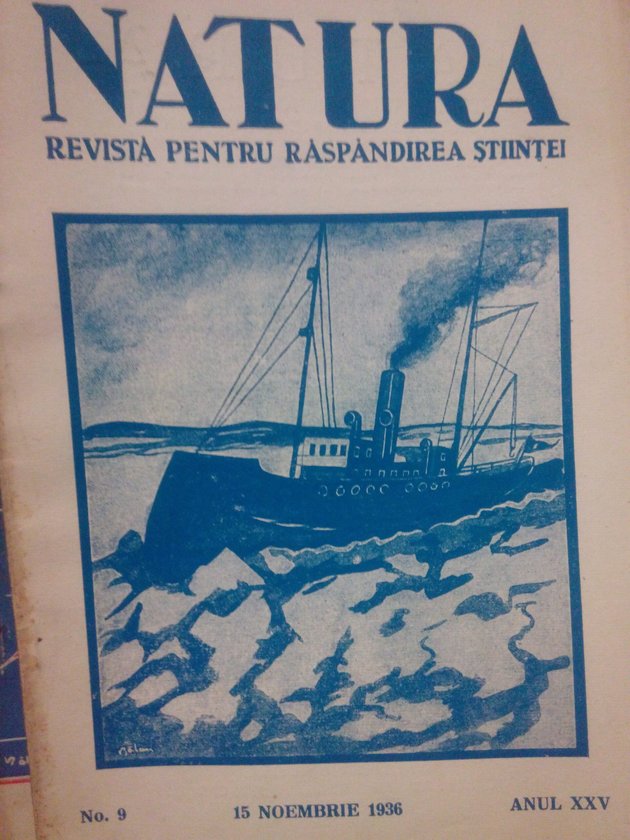 NATURA
REVISTĂ PENTRU RĂSPÂNDIREA ȘTIINȚEI
No. 9
15 NOEMBRIE 1936
ANUL XXV